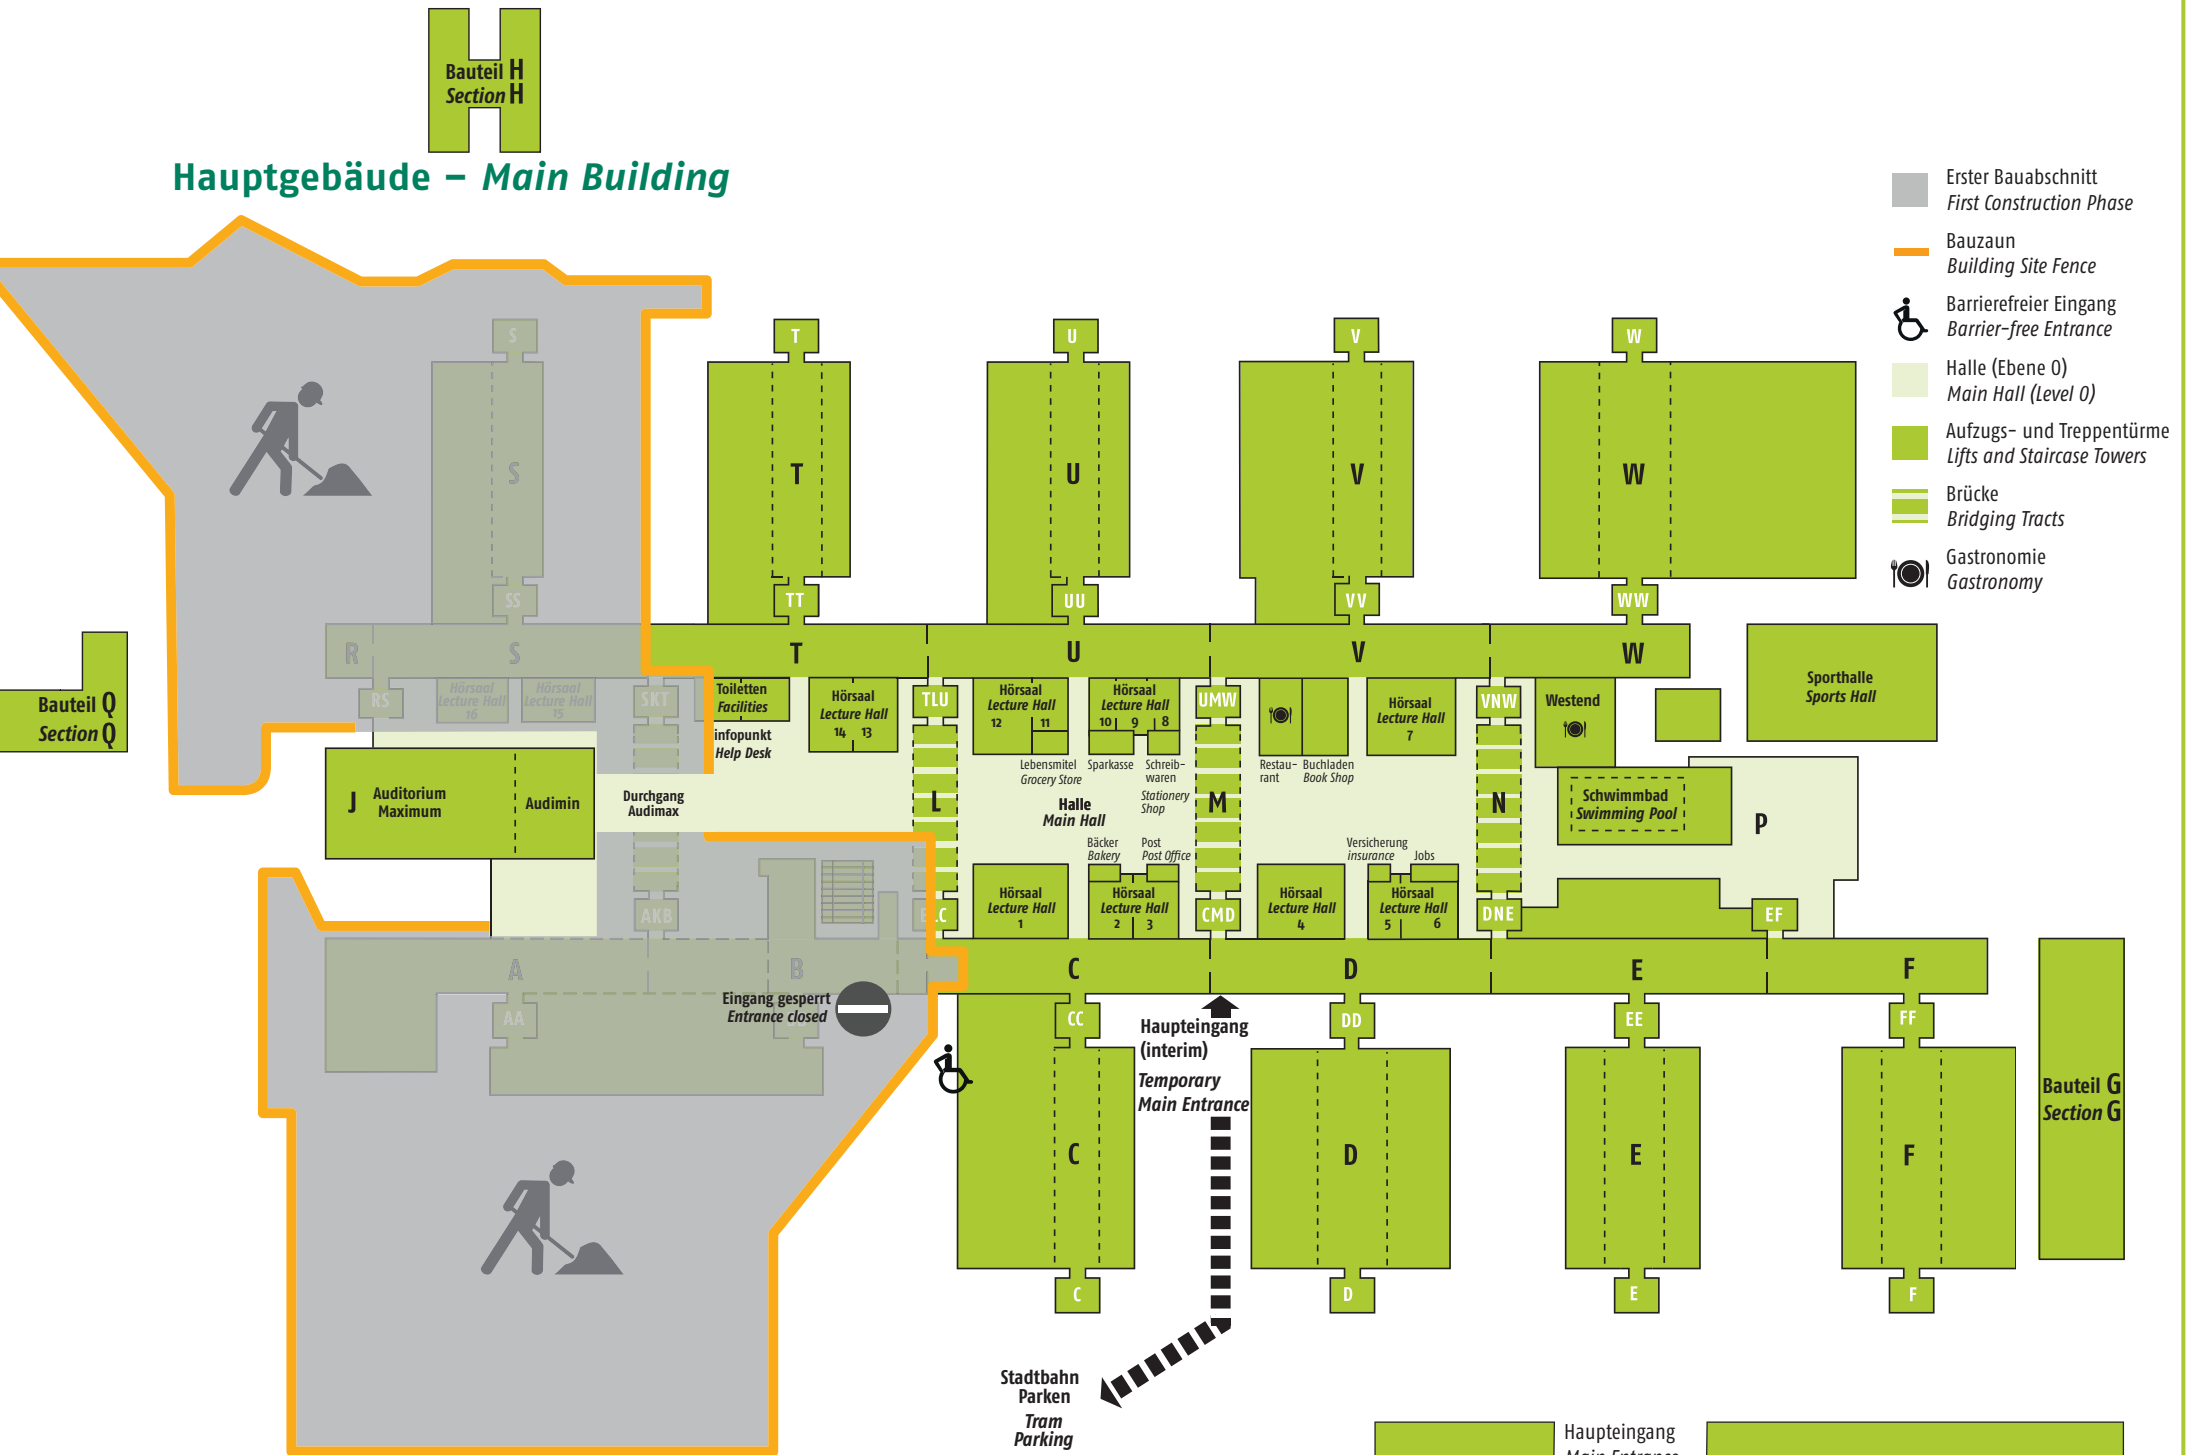 Bauteil H
Section H
Hauptgebäude – Main Building
Erster Bauabschnitt
First Construction Phase
Bauzaun
Building Site Fence
Barrierefreier Eingang
Barrier-free Entrance
Halle (Ebene 0)
Main Hall (Level 0)
Aufzugs- und Treppentürme
Lifts and Staircase Towers
Brücke
Bridging Tracts
Gastronomie
Gastronomy
S
T
U
V
W
S
T
U
V
W
SS
TT
UU
VV
WW
R
S
T
U
V
W
Bauteil Q
Section Q
RS
Hörsaal
Lecture Hall
16
Hörsaal
Lecture Hall
15
SKT
Toiletten
Facilities
infopunkt
Help Desk
Hörsaal
Lecture Hall
14 13
TLU
Hörsaal
Lecture Hall
12 11
Hörsaal
Lecture Hall
10 9 8
UMW
Hörsaal
Lecture Hall
7
VNW
Westend
Sporthalle
Sports Hall
Lebensmitel
Grocery Store
Sparkasse
Schreib-
waren
Stationery
Shop
Restau-
rant
Buchladen
Book Shop
J
Auditorium
Maximum
Audimin
Durchgang
Audimax
L
Halle
Main Hall
M
N
Schwimmbad
Swimming Pool
P
Bäcker
Bakery
Post
Post Office
Versicherung
insurance
Jobs
AKB
ELC
Hörsaal
Lecture Hall
1
Hörsaal
Lecture Hall
2 3
CMD
Hörsaal
Lecture Hall
4
Hörsaal
Lecture Hall
5 6
DNE
EF
A
B
C
D
E
F
Eingang gesperrt
Entrance closed
AA
CC
DD
EE
FF
Haupteingang
(interim)
Temporary
Main Entrance
Bauteil G
Section G
C
D
E
F
C
D
E
F
Stadtbahn
Parken
Tram
Parking
Haupteingang
Main Entrance